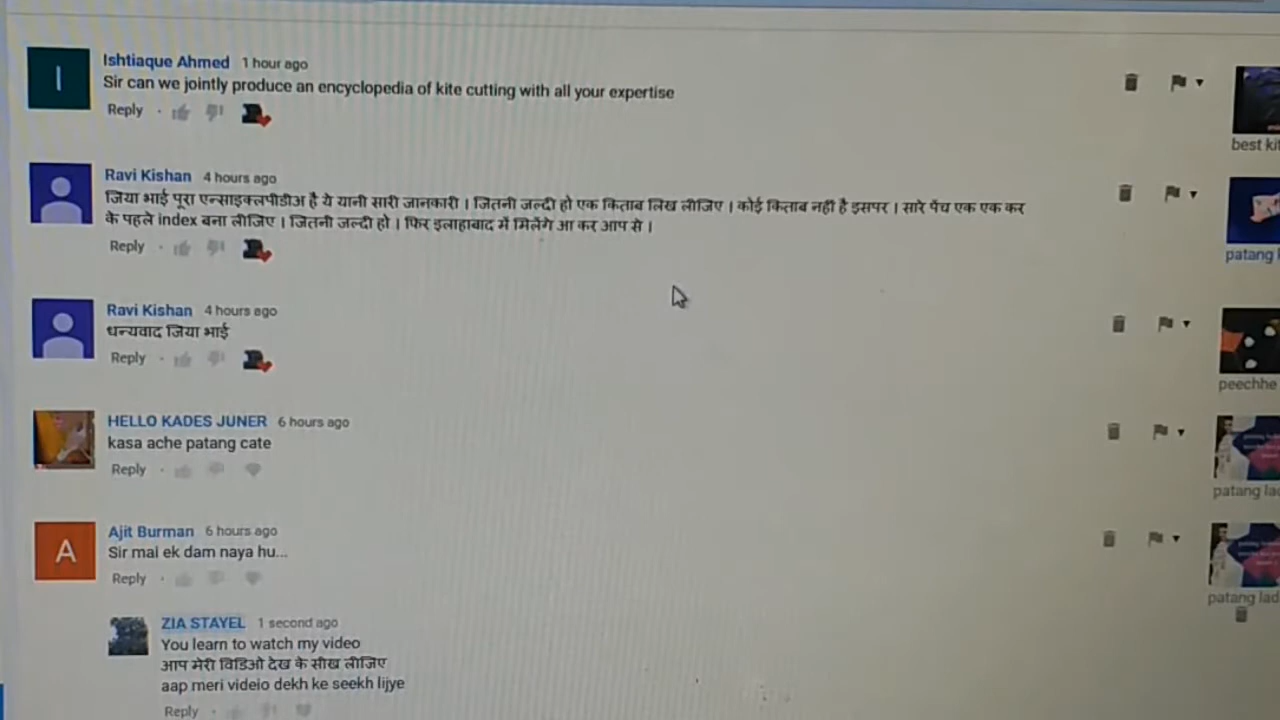 I
Ishtiaque Ahmed 1 hour ago
Sir can we jointly produce an encyclopedia of kite cutting with all your expertise
Reply
best
Ravi Kishan 4 hours ago
जिया भाई पूरा एन्साइक्लपीडीअ है ये यानी सारी जानकारी । जितनी जल्दी हो एक किताब लिख लीजिए । कोई किताब नही है इसपर । सारे पेंच एक एक कर
के पहले index बना लीजिए । जितनी जल्दी हो । फिर इलाहाबाद में मिलेंगे आ कर आप से ।
Reply
patang
Ravi Kishan 4 hours ago
धन्यवाद जिया भाई
Reply
peechhe
HELLO KADES JUNER 6 hours ago
kasa ache patang cate
Reply
patang
A
Ajit Burman 6 hours ago
Sir mal ek dam naya hu...
Reply
patang
ZIA STAYEL 1 second ago
You learn to watch my video
आप मेरी विडिओ देख के सीख लीजिए
aap meri videio dekh ke seekh lijye
Reply